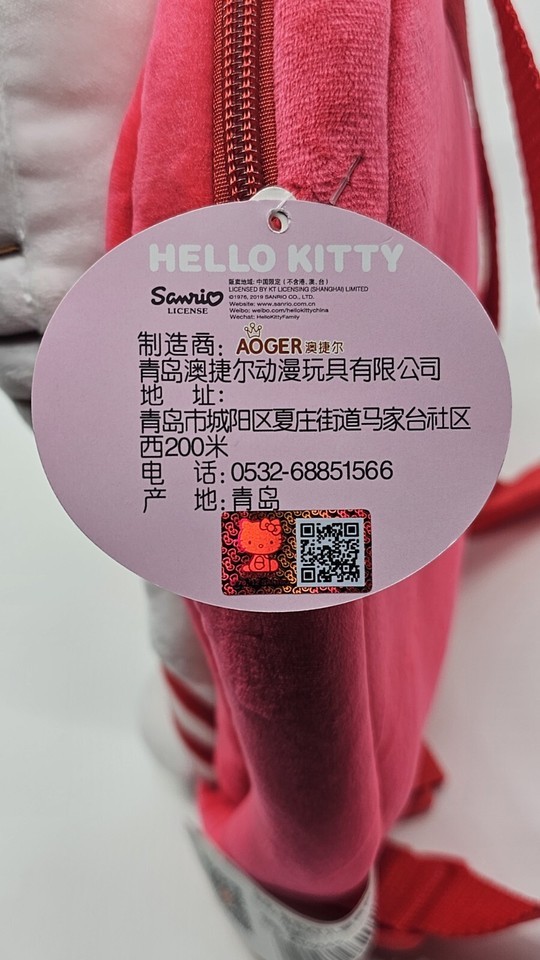 HELLO KITTY
Sanrio
LICENSE
販卖地域: 中国限定 (不含港、澳、台)
LICENSED BY KT LICENSING (SHANGHAI) LIMITED
©1976, 2019 SANRIO CO., LTD.
Website: www.sanrio.com.cn
Weibo: weibo.com/hellokittychina
Wechat: HelloKittyFamily
制造商: AOGER 澳捷尔
青岛澳捷尔动漫玩具有限公司
地 址:
青岛市城阳区夏庄街道马家台社区
西200米
电 话: 0532-68851566
产 地: 青岛